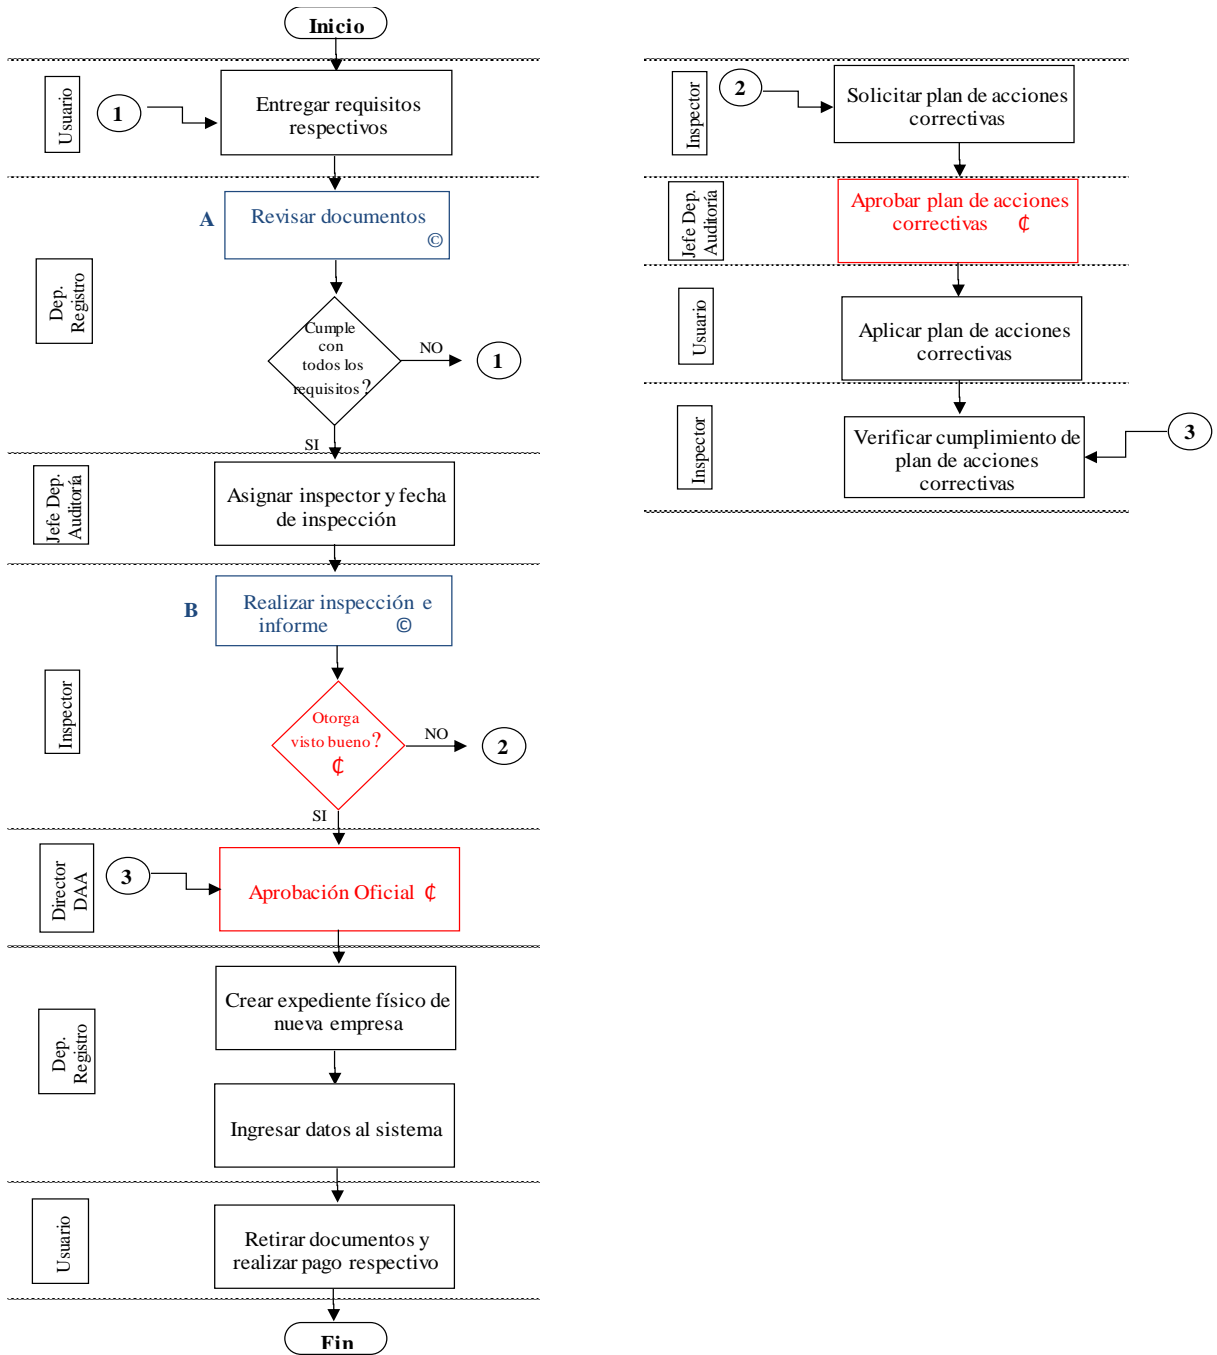 Inicio
Usuario
1
Entregar requisitos
respectivos
A
Revisar documentos
©
Dep.
Registro
Cumple
con
todos los
requisitos?
NO
1
SI
Jefe Dep.
Auditoría
Asignar inspector y fecha
de inspección
B
Realizar inspección e
informe ©
Inspector
Otorga
visto bueno?
₵
NO
2
SI
Director
DAA
3
Aprobación Oficial ₵
Dep.
Registro
Crear expediente físico de
nueva empresa
Ingresar datos al sistema
Usuario
Retirar documentos y
realizar pago respectivo
Fin
Inspector
2
Solicitar plan de acciones
correctivas
Jefe Dep.
Auditoría
Aprobar plan de acciones
correctivas ₵
Usuario
Aplicar plan de acciones
correctivas
Inspector
Verificar cumplimiento de
plan de acciones
correctivas
3